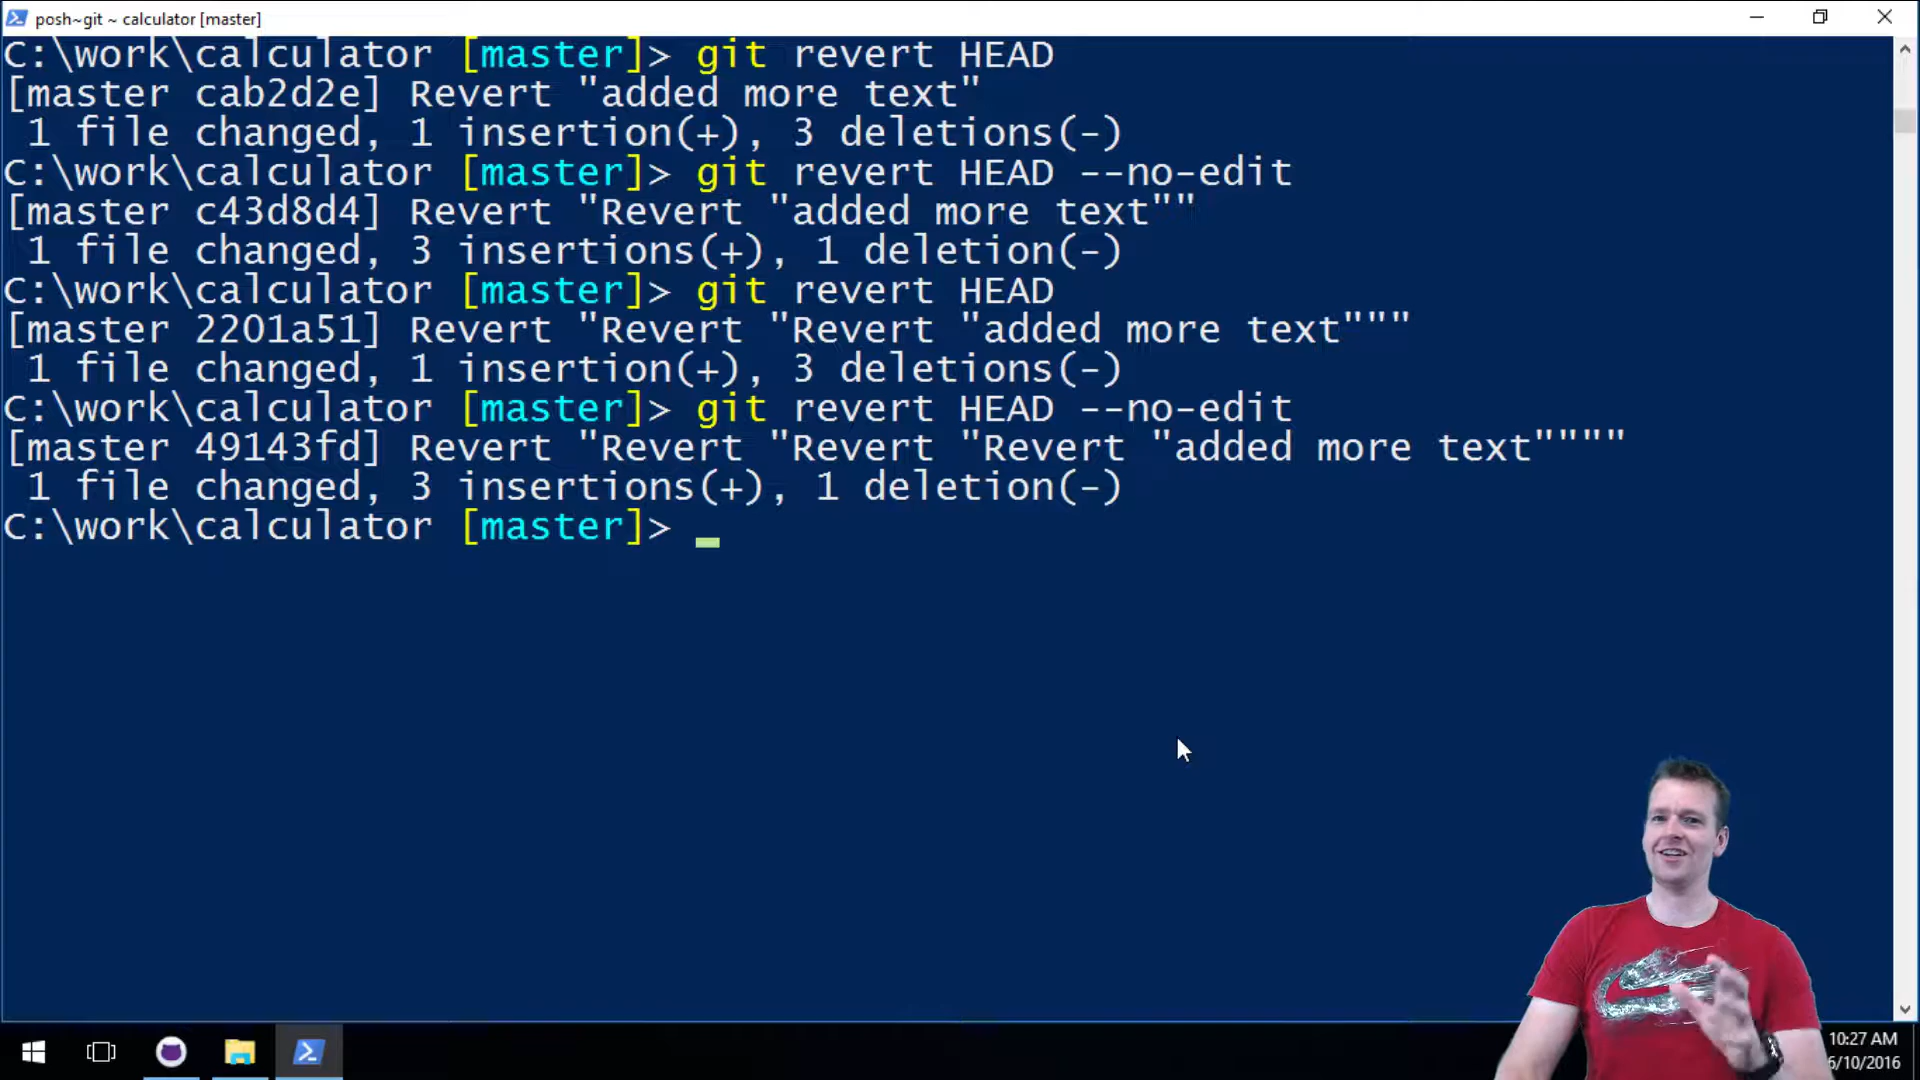 posh~git ~ calculator [master]
C:\work\calculator [master]> git revert HEAD
[master cab2d2e] Revert "added more text"
 1 file changed, 1 insertion(+), 3 deletions(-)
C:\work\calculator [master]> git revert HEAD --no-edit
[master c43d8d4] Revert "Revert "added more text""
 1 file changed, 3 insertions(+), 1 deletion(-)
C:\work\calculator [master]> git revert HEAD
[master 2201a51] Revert "Revert "Revert "added more text"""
 1 file changed, 1 insertion(+), 3 deletions(-)
C:\work\calculator [master]> git revert HEAD --no-edit
[master 49143fd] Revert "Revert "Revert "Revert "added more text""""
 1 file changed, 3 insertions(+), 1 deletion(-)
C:\work\calculator [master]>
10:27 AM
6/10/2016